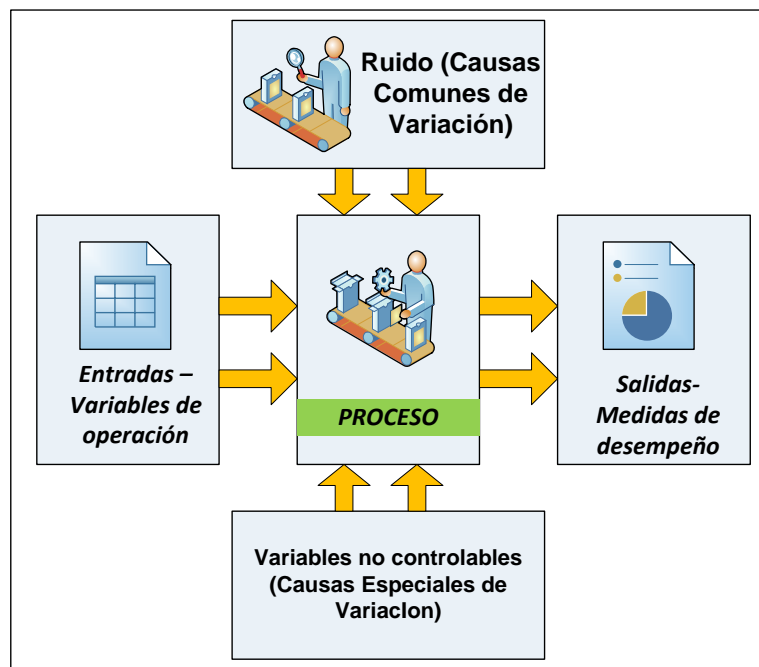 Ruido (Causas
Comunes de
Variación)
Entradas –
Variables de
operación
PROCESO
Salidas-
Medidas de
desempeño
Variables no controlables
(Causas Especiales de
VariacIon)